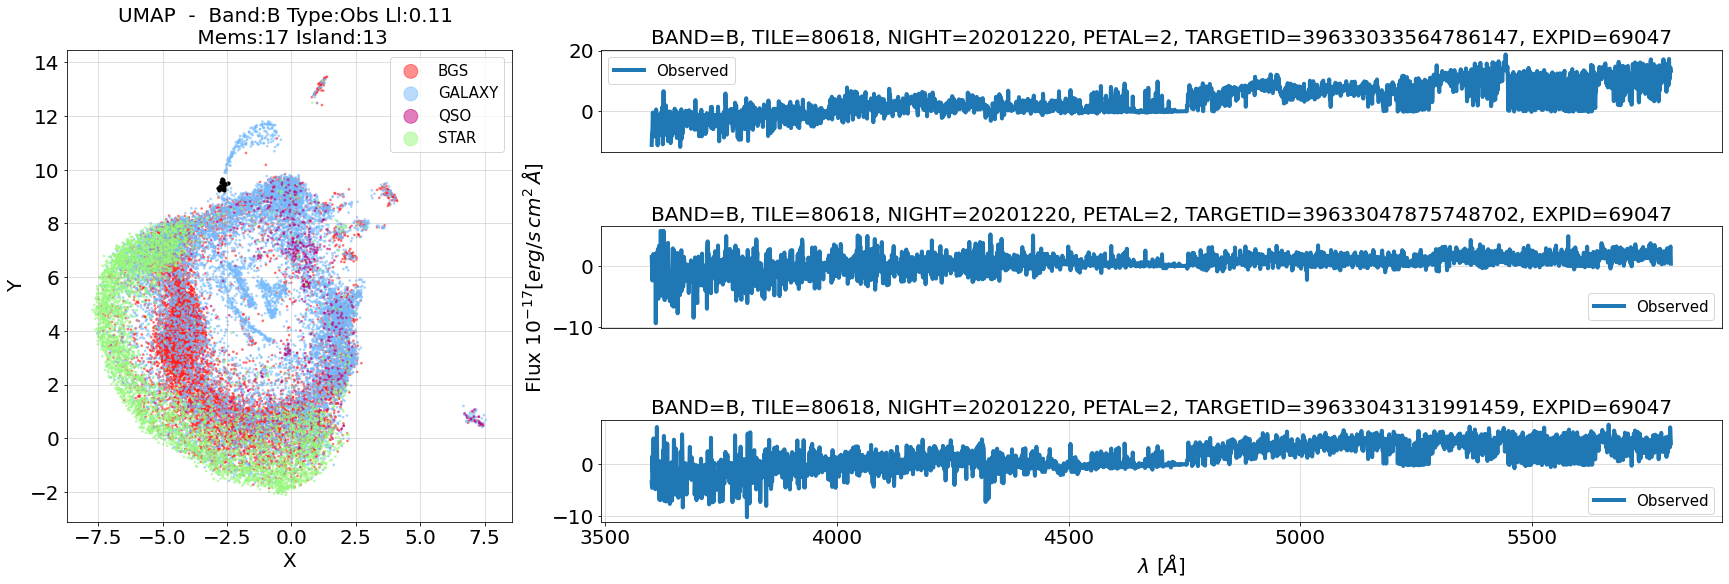 UMAP - Band:B Type:Obs Ll:0.11
Mems:17 Island:13
14
12
10
8
6
4
2
0
−2
Y
−7.5 −5.0 −2.5 0.0 2.5 5.0 7.5
X
BGS
GALAXY
QSO
STAR
Flux 10⁻¹⁷[erg/s cm² Å]
BAND=B, TILE=80618, NIGHT=20201220, PETAL=2, TARGETID=39633033564786147, EXPID=69047
20
0
Observed
BAND=B, TILE=80618, NIGHT=20201220, PETAL=2, TARGETID=39633047875748702, EXPID=69047
0
−10
Observed
BAND=B, TILE=80618, NIGHT=20201220, PETAL=2, TARGETID=39633043131991459, EXPID=69047
0
−10
Observed
3500 4000 4500 5000 5500
λ [Å]